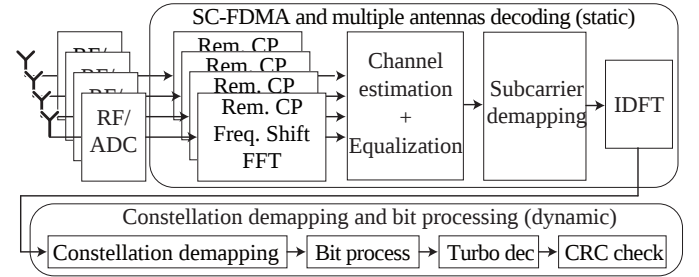 SC-FDMA and multiple antennas decoding (static)
RF/
RF/
RF/
RF/
ADC
Rem. CP
Rem. CP
Rem. CP
Rem. CP
Freq. Shift
FFT
Channel
estimation
+
Equalization
Subcarrier
demapping
IDFT
Constellation demapping and bit processing (dynamic)
Constellation demapping
Bit process
Turbo dec
CRC check